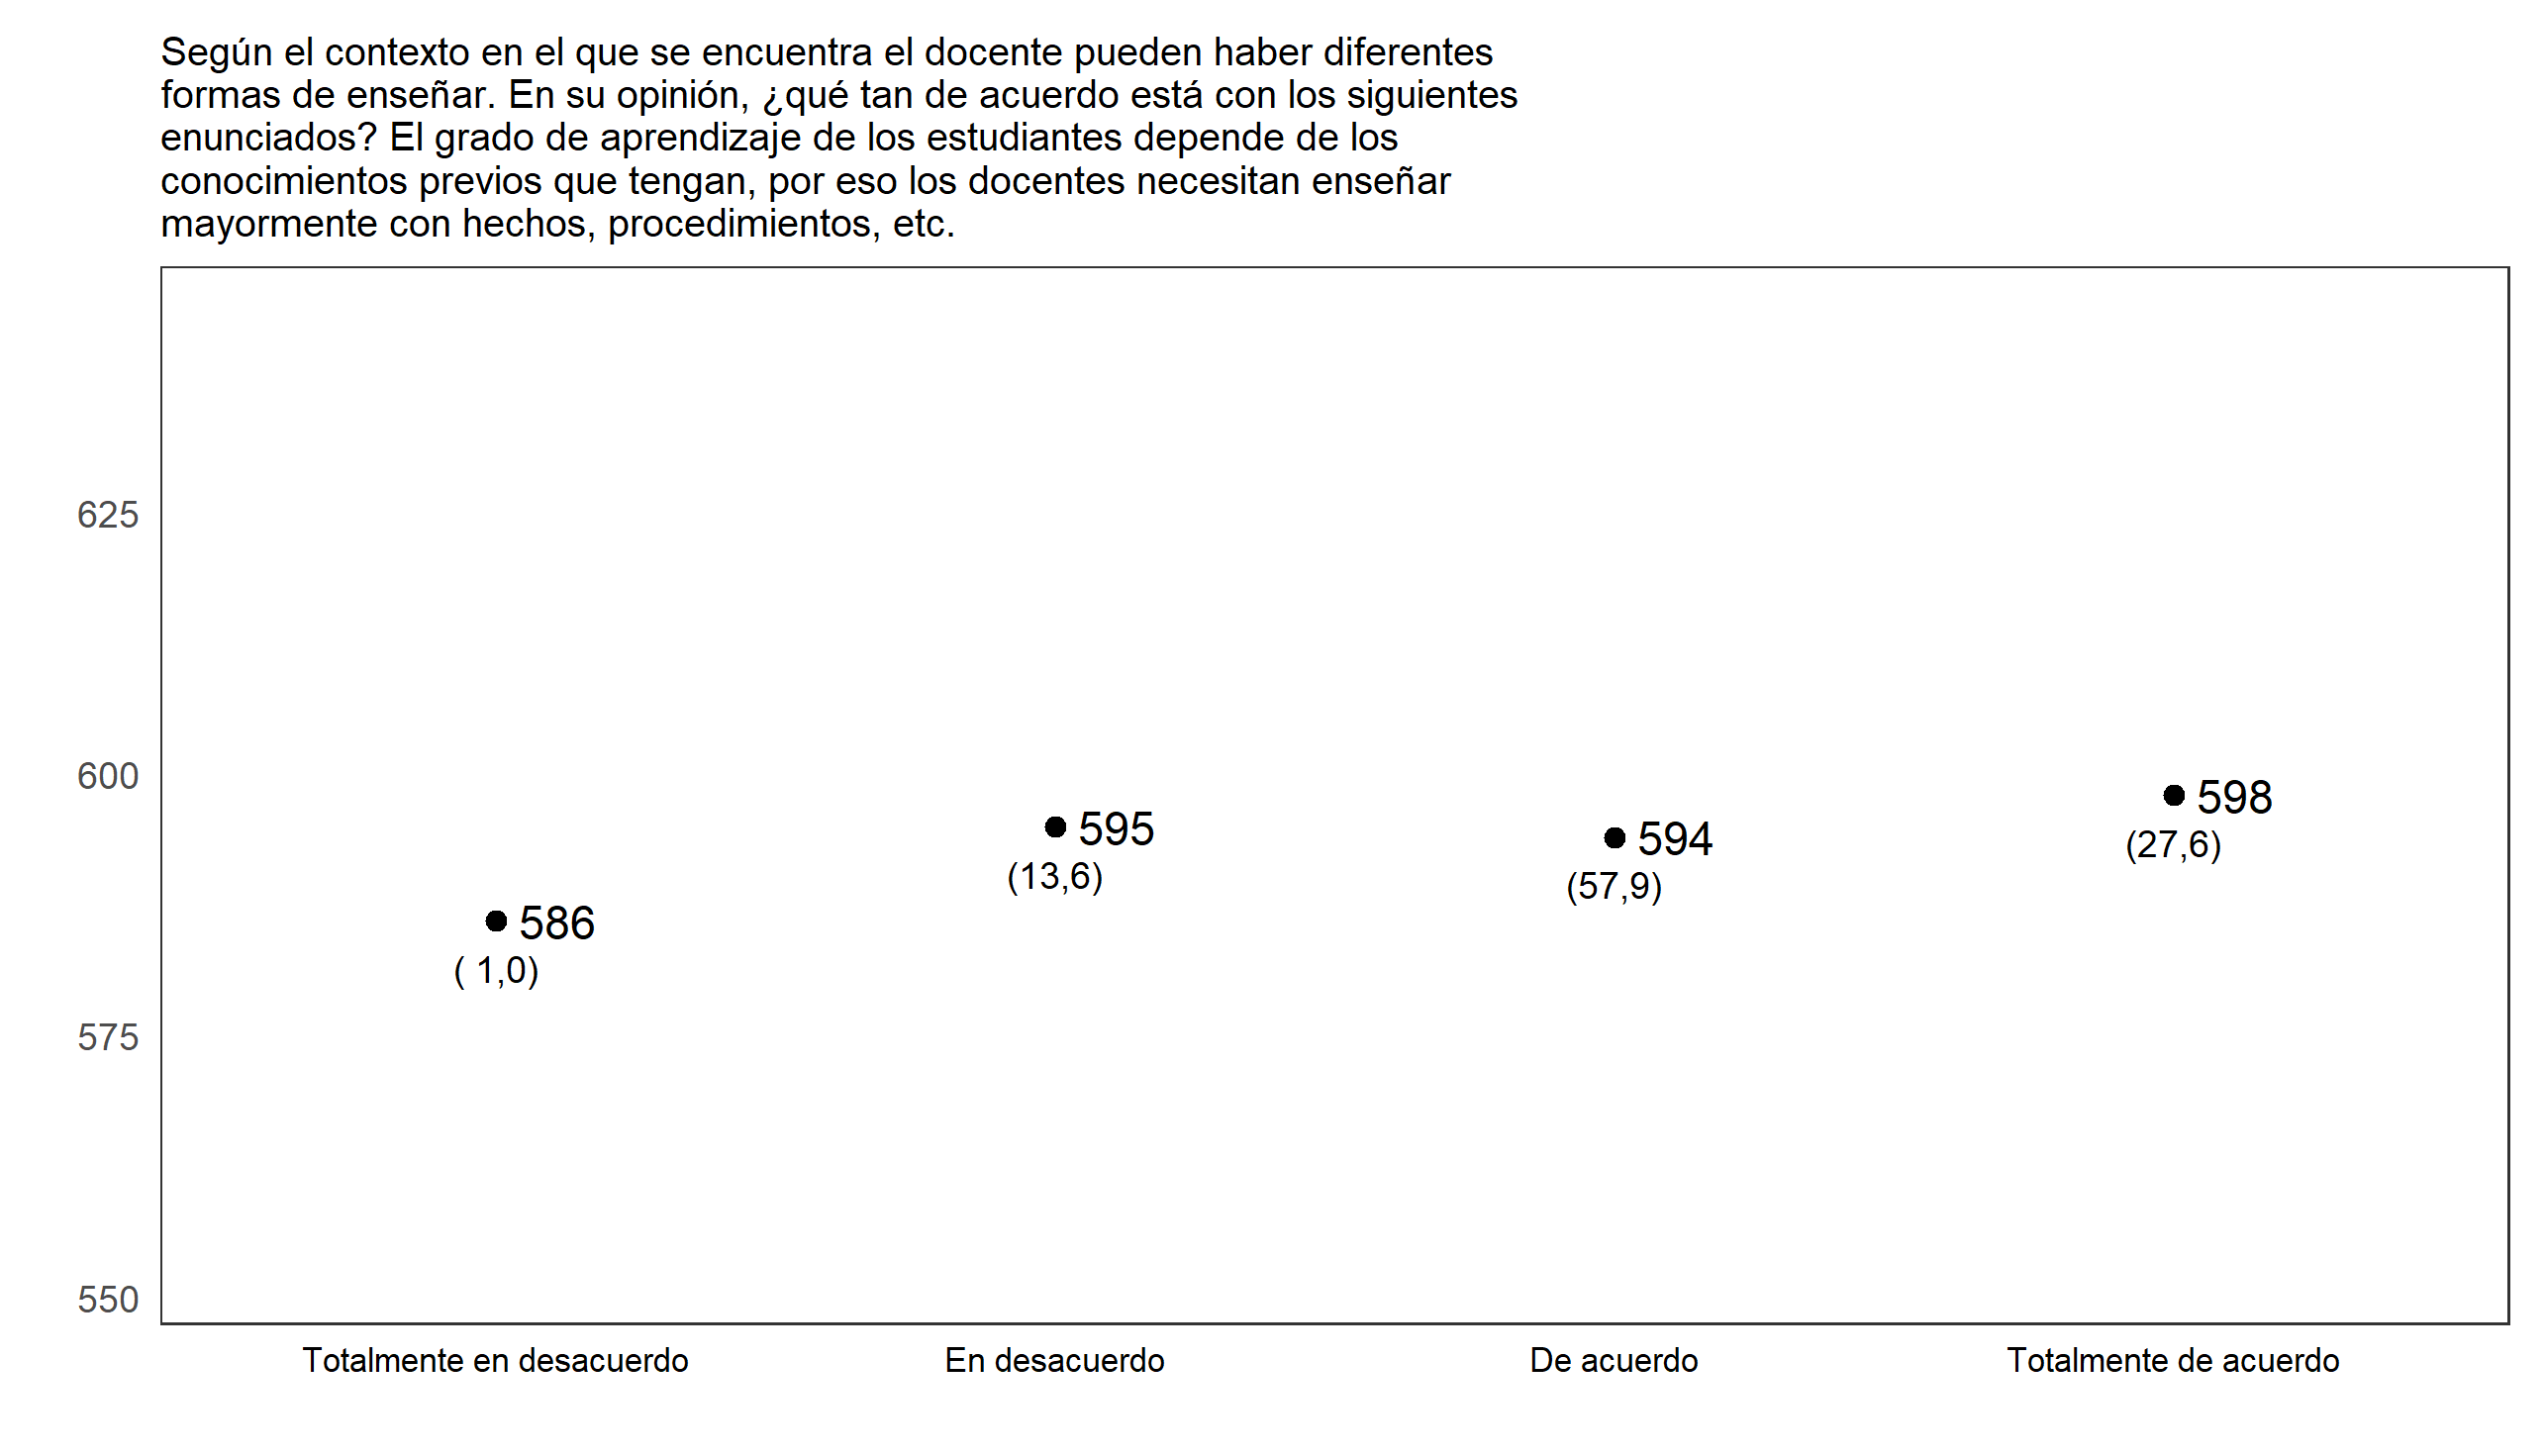 Según el contexto en el que se encuentra el docente pueden haber diferentes
formas de enseñar. En su opinión, ¿qué tan de acuerdo está con los siguientes
enunciados? El grado de aprendizaje de los estudiantes depende de los
conocimientos previos que tengan, por eso los docentes necesitan enseñar
mayormente con hechos, procedimientos, etc.
625
600
575
550
586
( 1,0)
595
(13,6)
594
(57,9)
598
(27,6)
Totalmente en desacuerdo
En desacuerdo
De acuerdo
Totalmente de acuerdo